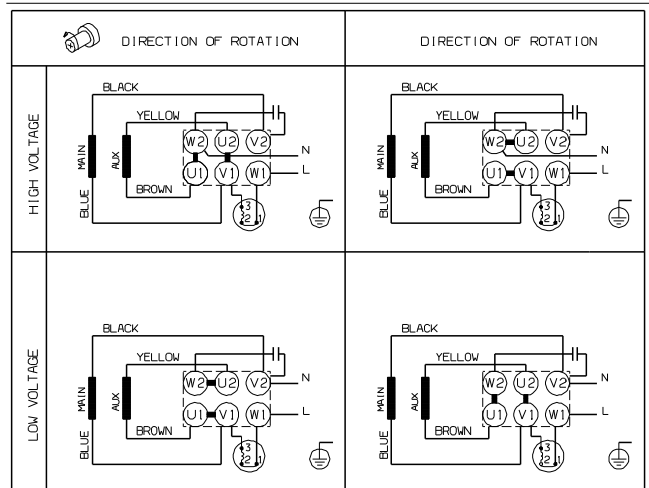 DIRECTION OF ROTATION
DIRECTION OF ROTATION
HIGH VOLTAGE
BLACK
YELLOW
MAIN
AUX
W2 U2 V2
N
U1 V1 W1
L
BROWN
BLUE
3
2 1
BLACK
YELLOW
MAIN
AUX
W2 U2 V2
N
U1 V1 W1
L
BROWN
BLUE
3
2 1
LOW VOLTAGE
BLACK
YELLOW
MAIN
AUX
W2 U2 V2
N
U1 V1 W1
L
BROWN
BLUE
3
2 1
BLACK
YELLOW
MAIN
AUX
W2 U2 V2
N
U1 V1 W1
L
BROWN
BLUE
3
2 1